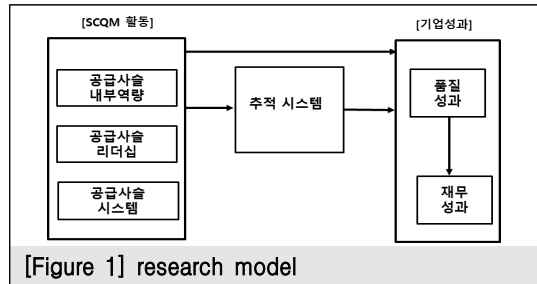 [SCQM 활동]
[기업성과]
공급사슬
내부역량
공급사슬
리더십
공급사슬
시스템
추적 시스템
품질
성과
재무
성과
[Figure 1] research model